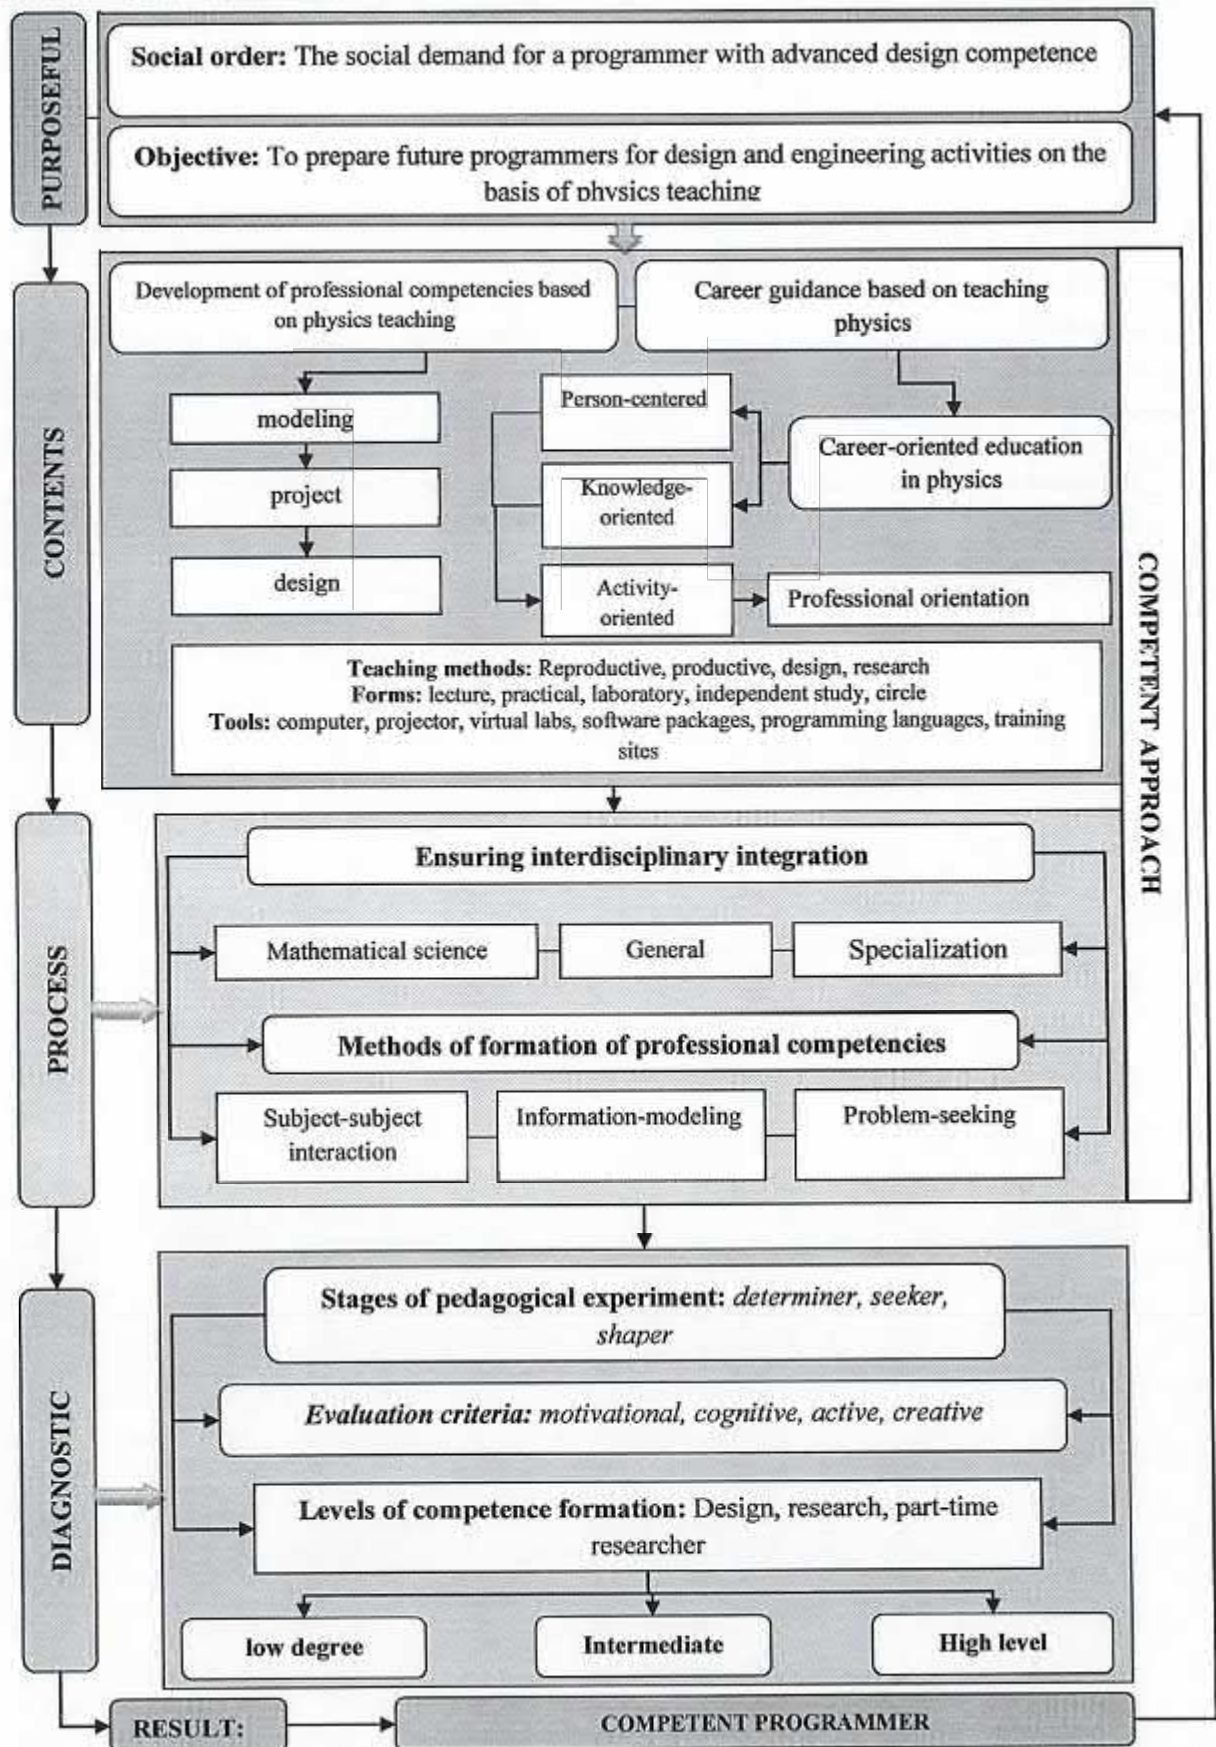 PURPOSEFUL
Social order: The social demand for a programmer with advanced design competence
Objective: To prepare future programmers for design and engineering activities on the
basis of physics teaching
CONTENTS
Development of professional competencies based
on physics teaching
Career guidance based on teaching
physics
modeling
project
design
Person-centered
Knowledge-
oriented
Activity-
oriented
Career-oriented education
in physics
Professional orientation
Teaching methods: Reproductive, productive, design, research
Forms: lecture, practical, laboratory, independent study, circle
Tools: computer, projector, virtual labs, software packages, programming languages, training
sites
COMPETENT APPROACH
PROCESS
Ensuring interdisciplinary integration
Mathematical science
General
Specialization
Methods of formation of professional competencies
Subject-subject
interaction
Information-modeling
Problem-seeking
DIAGNOSTIC
Stages of pedagogical experiment: determiner, seeker,
shaper
Evaluation criteria: motivational, cognitive, active, creative
Levels of competence formation: Design, research, part-time
researcher
low degree
Intermediate
High level
RESULT:
COMPETENT PROGRAMMER